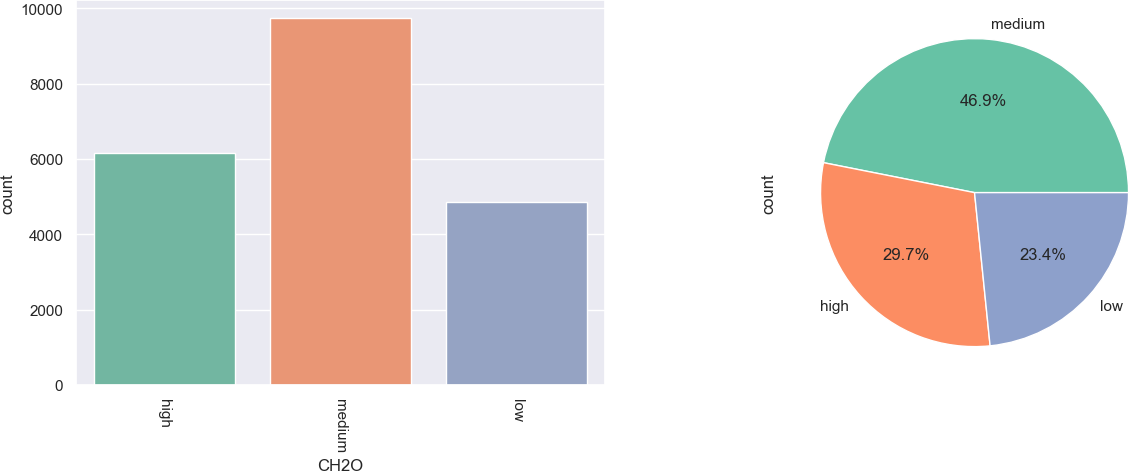 10000
8000
6000
4000
2000
0
count
high
medium
low
CH2O
medium
46.9%
count
29.7%
23.4%
high
low